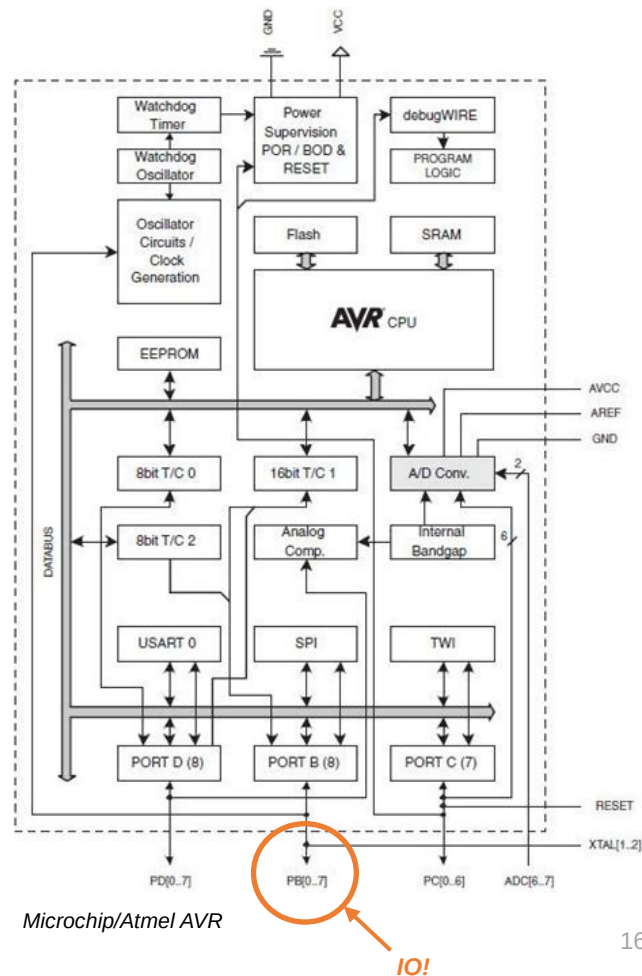 GND
VCC
Watchdog
Timer
Power
Supervision
POR / BOD &
RESET
debugWIRE
Watchdog
Oscillator
PROGRAM
LOGIC
Oscillator
Circuits /
Clock
Generation
Flash
SRAM
AVR CPU
EEPROM
AVCC
AREF
GND
8bit T/C 0
16bit T/C 1
A/D Conv.
2
DATABUS
8bit T/C 2
Analog
Comp.
Internal
Bandgap
6
USART 0
SPI
TWI
PORT D (8)
PORT B (8)
PORT C (7)
RESET
XTAL[1..2]
PD[0..7]
PB[0..7]
PC[0..6]
ADC[6..7]
Microchip/Atmel AVR
IO!
16